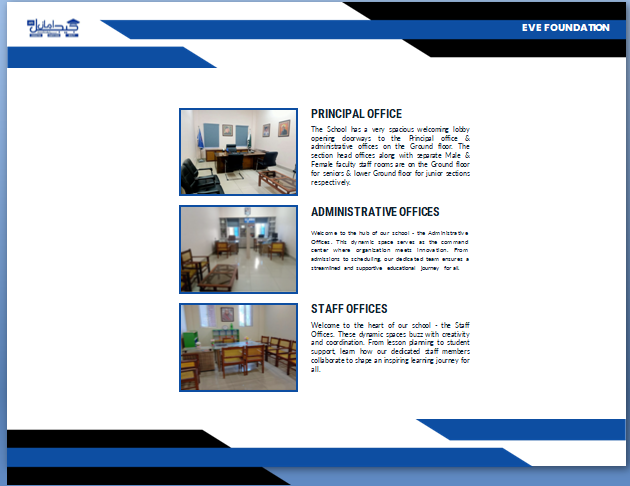 EVE FOUNDATION
PRINCIPAL OFFICE
The School has a very spacious welcoming lobby
opening doorways to the Principal office &
administrative offices on the Ground floor. The
section head offices along with separate Male &
Female faculty staff rooms are on the Ground floor
for seniors & lower Ground floor for junior sections
respectively.
ADMINISTRATIVE OFFICES
Welcome to the hub of our school - the Administrative
Offices. This dynamic space serves as the command
center where organization meets innovation. From
admissions to scheduling, our dedicated team ensures a
streamlined and supportive educational journey for all.
STAFF OFFICES
Welcome to the heart of our school - the Staff
Offices. These dynamic spaces buzz with creativity
and coordination. From lesson planning to student
support, learn how our dedicated staff members
collaborate to shape an inspiring learning journey for
all.